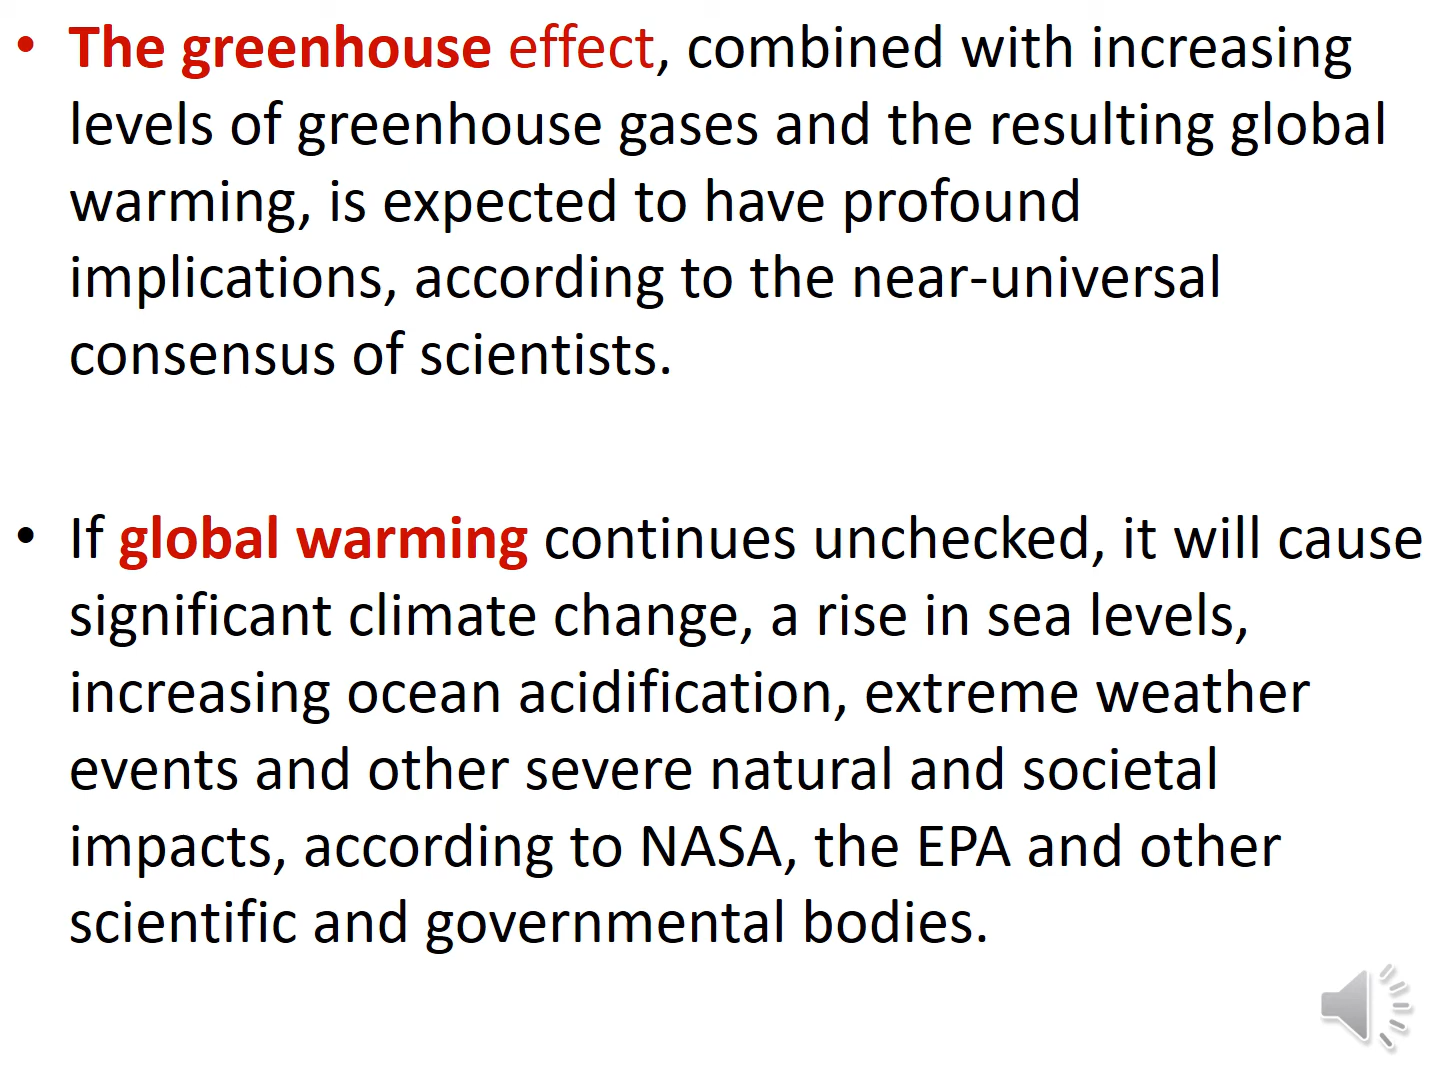 • The greenhouse effect, combined with increasing
levels of greenhouse gases and the resulting global
warming, is expected to have profound
implications, according to the near-universal
consensus of scientists.
• If global warming continues unchecked, it will cause
significant climate change, a rise in sea levels,
increasing ocean acidification, extreme weather
events and other severe natural and societal
impacts, according to NASA, the EPA and other
scientific and governmental bodies.